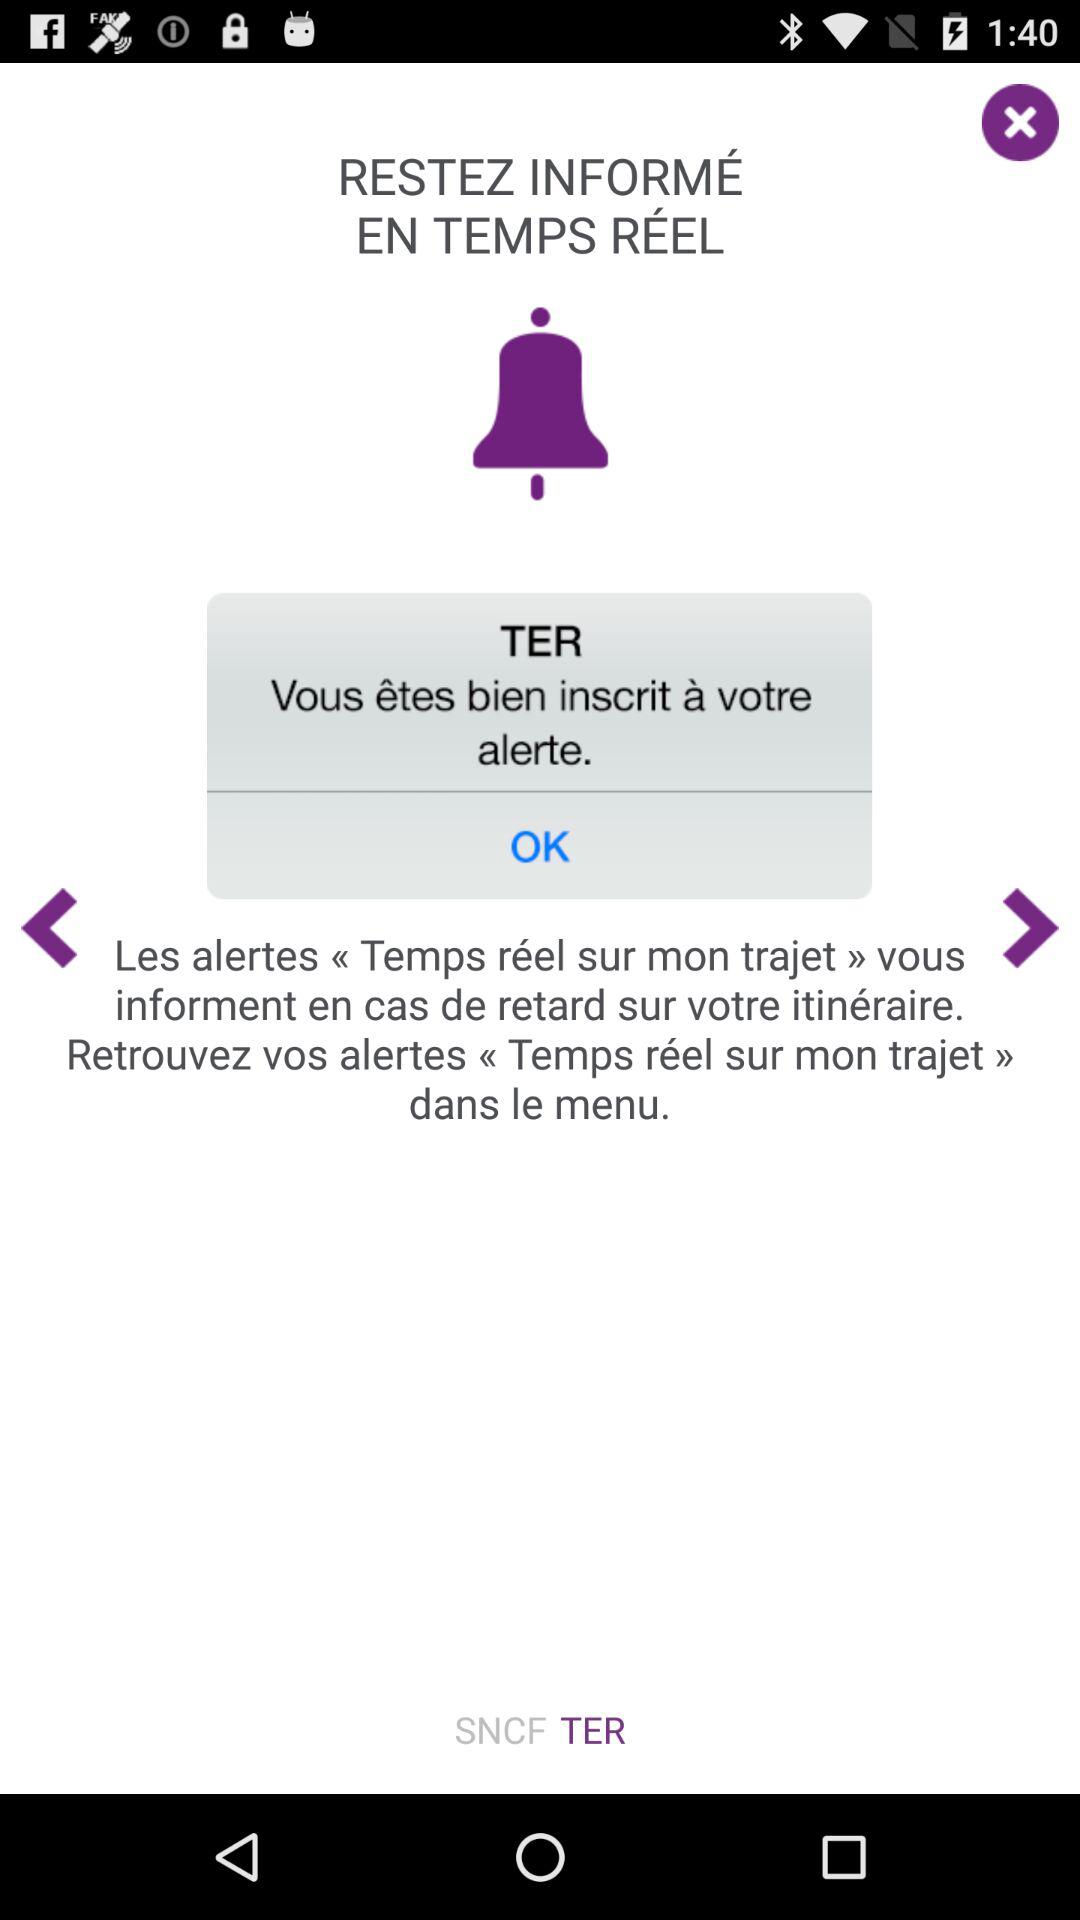 FAK
1:40
RESTEZ INFORMÉ
EN TEMPS RÉEL
TER
Vous êtes bien inscrit à votre
alerte.
OK
Les alertes « Temps réel sur mon trajet » vous
informent en cas de retard sur votre itinéraire.
Retrouvez vos alertes « Temps réel sur mon trajet »
dans le menu.
SNCF TER